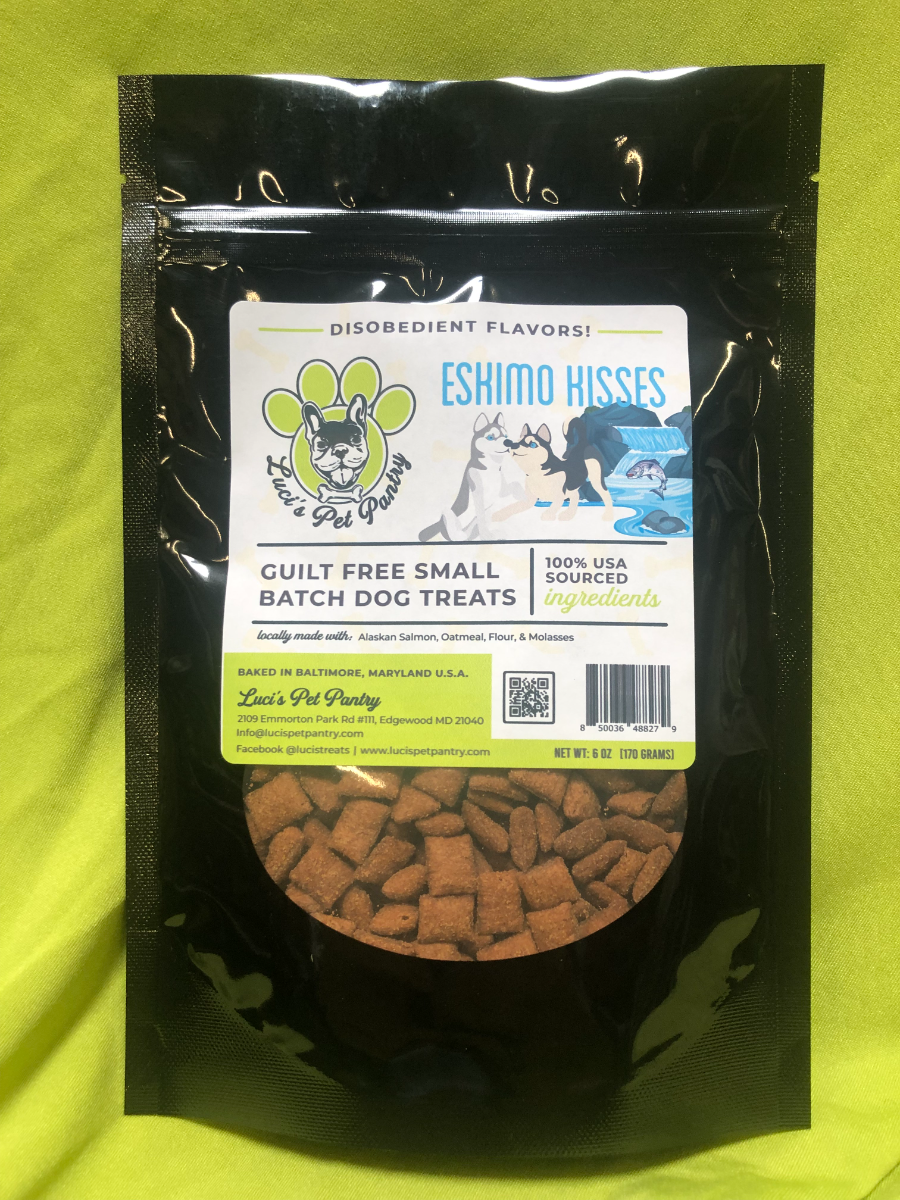 DISOBEDIENT FLAVORS!
ESKIMO KISSES
Luci's Pet Pantry
GUILT FREE SMALL
BATCH DOG TREATS
100% USA
SOURCED
ingredients
locally made with: Alaskan Salmon, Oatmeal, Flour, & Molasses
BAKED IN BALTIMORE, MARYLAND U.S.A.
Luci's Pet Pantry
2109 Emmorton Park Rd #111, Edgewood MD 21040
Info@lucispetpantry.com
Facebook @lucistreats | www.lucispetpantry.com
8 50036 48827 9
NET WT: 6 OZ [170 GRAMS]